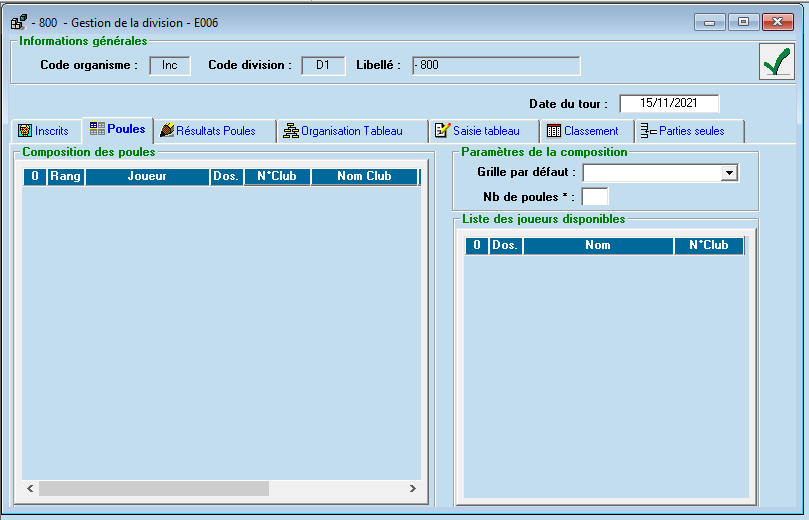 - 800 - Gestion de la division - E006
Informations générales
Code organisme : Inc Code division : D1 Libellé : - 800
Date du tour : 15/11/2021
Inscrits Poules Résultats Poules Organisation Tableau Saisie tableau Classement Parties seules
Composition des poules
0 Rang Joueur Dos. N°Club Nom Club
Paramètres de la composition
Grille par défaut :
Nb de poules * :
Liste des joueurs disponibles
0 Dos. Nom N°Club